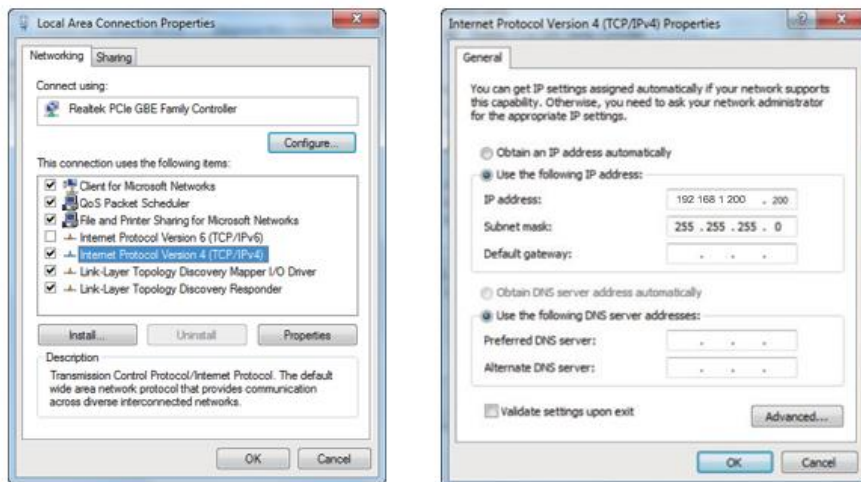 Local Area Connection Properties
Networking
Sharing
Connect using:
Realtek PCIe GBE Family Controller
Configure...
This connection uses the following items:
Client for Microsoft Networks
QoS Packet Scheduler
File and Printer Sharing for Microsoft Networks
Internet Protocol Version 6 (TCP/IPv6)
Internet Protocol Version 4 (TCP/IPv4)
Link-Layer Topology Discovery Mapper I/O Driver
Link-Layer Topology Discovery Responder
Install...
Uninstall
Properties
Description
Transmission Control Protocol/Internet Protocol. The default
wide area network protocol that provides communication
across diverse interconnected networks.
OK
Cancel
Internet Protocol Version 4 (TCP/IPv4) Properties
General
You can get IP settings assigned automatically if your network supports
this capability. Otherwise, you need to ask your network administrator
for the appropriate IP settings.
Obtain an IP address automatically
Use the following IP address:
IP address: 192 168 1 200 . 200
Subnet mask: 255 . 255 . 255 . 0
Default gateway: . . .
Obtain DNS server address automatically
Use the following DNS server addresses:
Preferred DNS server: . . .
Alternate DNS server: . . .
Validate settings upon exit
Advanced...
OK
Cancel